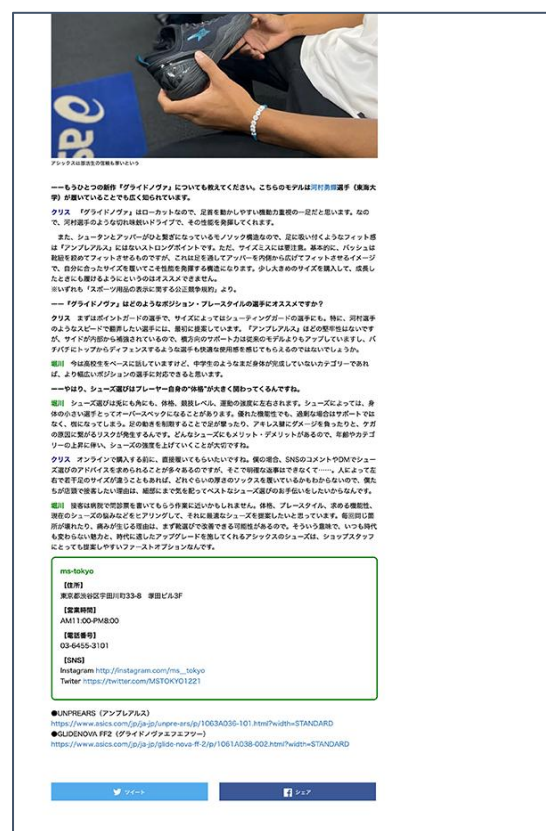 as
アシックスは部活生の信頼も厚いという
ーーもうひとつの新作『グライドノヴァ』についても教えてください。こちらのモデルは河村勇輝選手（東海大
学）が履いていることでも広く知られています。
クリス　『グライドノヴァ』はローカットなので、足首を動かしやすい機動力重視の一足だと思います。なの
で、河村選手のような切れ味鋭いドライブで、その性能を発揮してくれます。
また、シュータンとアッパーがひと繋ぎになっているモノソック構造なので、足に吸い付くようなフィット感
は『アンプレアルス』にはないストロングポイントです。ただ、サイズミスには要注意。基本的に、バッシュは
靴紐を絞めてフィットさせるものですが、これは足を通してアッパーを内側から広げてフィットさせるイメージ
で、自分に合ったサイズを履いてこそ性能を発揮する構造になります。少し大きめのサイズを購入して、成長し
たときにも履けるようにというのはオススメできません。
※いずれも「スポーツ用品の表示に関する公正競争規約」より。
ーー『グライドノヴァ』はどのようなポジション・プレースタイルの選手にオススメですか？
クリス　まずはポイントガードの選手で、サイズによってはシューティングガードの選手にも。特に、河村選手
のようなスピードで翻弄したい選手には、最初に提案しています。『アンプレアルス』ほどの堅牢性はないです
が、サイドが内部から補強されているので、横方向のサポート力は従来のモデルよりもアップしていますし、バ
チバチにトップからディフェンスするような選手も快適な使用感を感じてもらえるのではないでしょうか。
堀川　今は高校生をベースに話していますけど、中学生のようなまだ身体が完成していないカテゴリーであれ
ば、より幅広いポジションの選手に対応できると思います。
ーーやはり、シューズ選びはプレーヤー自身の“体格”が大きく関わってくるんですね。
堀川　シューズ選びは兎にも角にも、体格、競技レベル、運動の強度に左右されます。シューズによっては、身
体の小さい選手とってオーバースペックになることがあります。優れた機能性でも、過剰な場合はサポートでは
なく、枷になってしまう。足の動きを制限することで足が攣ったり、アキレス腱にダメージを負ったりと、ケガ
の原因に繋がるリスクが発生するんです。どんなシューズにもメリット・デメリットがあるので、年齢やカテゴ
リーの上昇に伴い、シューズの強度を上げていくことが大切ですね。
クリス　オンラインで購入する前に、直接履いてもらいたいですね。僕の場合、SNSのコメントやDMでシュー
ズ選びのアドバイスを求められることが多々あるのですが、そこで明確な返事はできなくて……。人によって左
右で若干足のサイズが違うこともあれば、どれぐらいの厚さのソックスを履いているかもわからないので、僕た
ちが店頭で接客したい理由は、細部にまで気を配ってベストなシューズ選びのお手伝いをしたいからなんです。
堀川　接客は病院で問診票を書いてもらう作業に近いかもしれません。体格、プレースタイル、求める機能性、
現在のシューズの悩みなどをヒアリングして、それに最適なシューズを提案したいと思っています。毎回同じ箇
所が壊れたり、痛みが生じる理由は、まず靴選びで改善できる可能性があるので。そういう意味で、いつも時代
も変わらない魅力と、時代に適したアップグレードを施してくれるアシックスのシューズは、ショップスタッフ
にとっても提案しやすいファーストオプションなんです。
ms-tokyo
【住所】
東京都渋谷区宇田川町33-8　塚田ビル3F
【営業時間】
AM11:00-PM8:00
【電話番号】
03-6455-3101
【SNS】
Instagram http://instagram.com/ms__tokyo
Twiter https://twitter.com/MSTOKYO1221
●UNPREARS（アンプレアルス）
https://www.asics.com/jp/ja-jp/unpre-ars/p/1063A036-101.html?width=STANDARD
●GLIDENOVA FF2（グライドノヴァエフエフツー）
https://www.asics.com/jp/ja-jp/glide-nova-ff-2/p/1061A038-002.html?width=STANDARD
ツイート
シェア